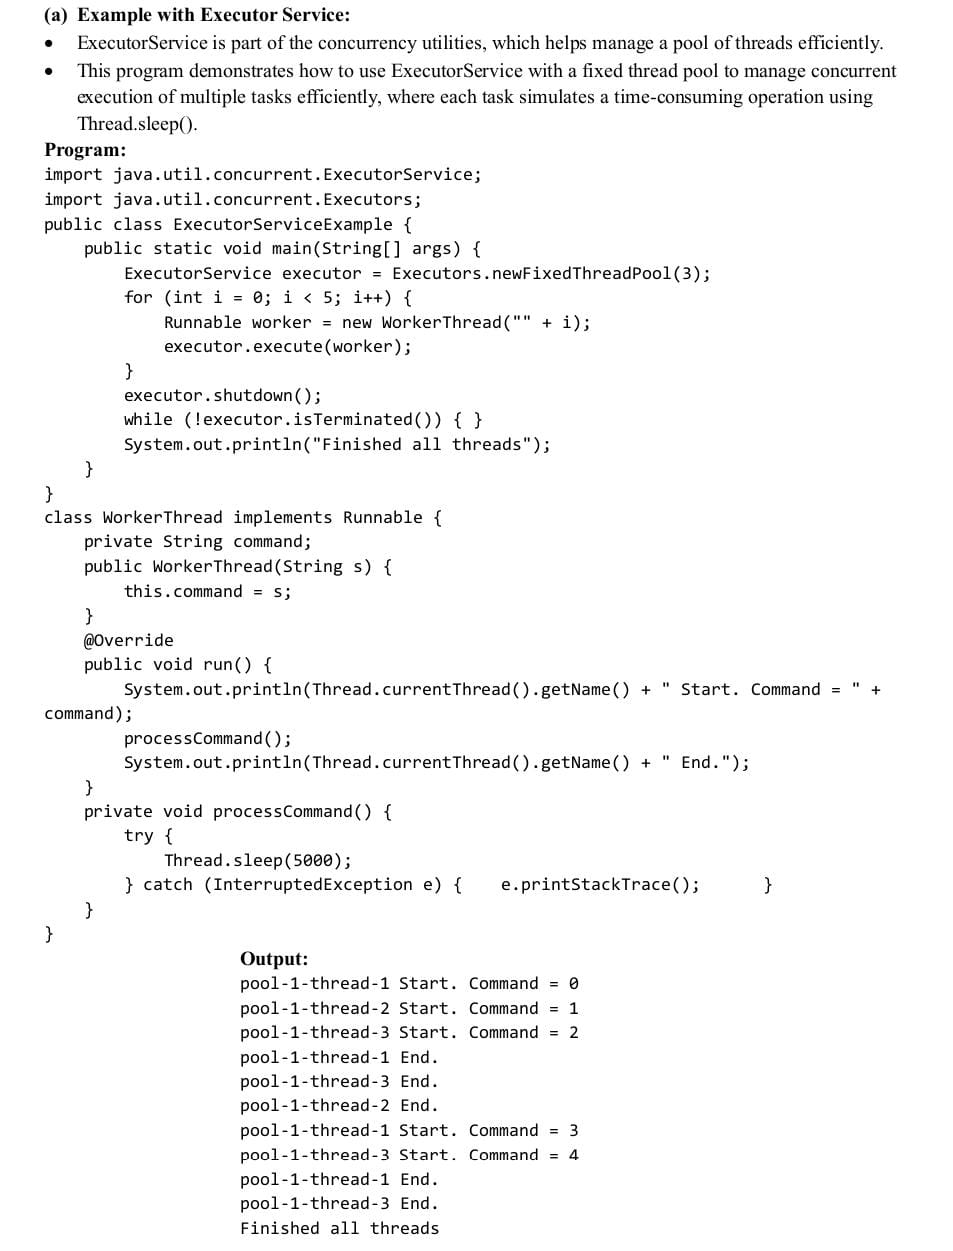 (a) Example with Executor Service:
• ExecutorService is part of the concurrency utilities, which helps manage a pool of threads efficiently.
• This program demonstrates how to use ExecutorService with a fixed thread pool to manage concurrent
execution of multiple tasks efficiently, where each task simulates a time-consuming operation using
Thread.sleep().
Program:
import java.util.concurrent.ExecutorService;
import java.util.concurrent.Executors;
public class ExecutorServiceExample {
    public static void main(String[] args) {
        ExecutorService executor = Executors.newFixedThreadPool(3);
        for (int i = 0; i < 5; i++) {
            Runnable worker = new WorkerThread("" + i);
            executor.execute(worker);
        }
        executor.shutdown();
        while (!executor.isTerminated()) { }
        System.out.println("Finished all threads");
    }
}
class WorkerThread implements Runnable {
    private String command;
    public WorkerThread(String s) {
        this.command = s;
    }
    @Override
    public void run() {
        System.out.println(Thread.currentThread().getName() + " Start. Command = " +
command);
        processCommand();
        System.out.println(Thread.currentThread().getName() + " End.");
    }
    private void processCommand() {
        try {
            Thread.sleep(5000);
        } catch (InterruptedException e) {    e.printStackTrace();      }
    }
}
Output:
pool-1-thread-1 Start. Command = 0
pool-1-thread-2 Start. Command = 1
pool-1-thread-3 Start. Command = 2
pool-1-thread-1 End.
pool-1-thread-3 End.
pool-1-thread-2 End.
pool-1-thread-1 Start. Command = 3
pool-1-thread-3 Start. Command = 4
pool-1-thread-1 End.
pool-1-thread-3 End.
Finished all threads